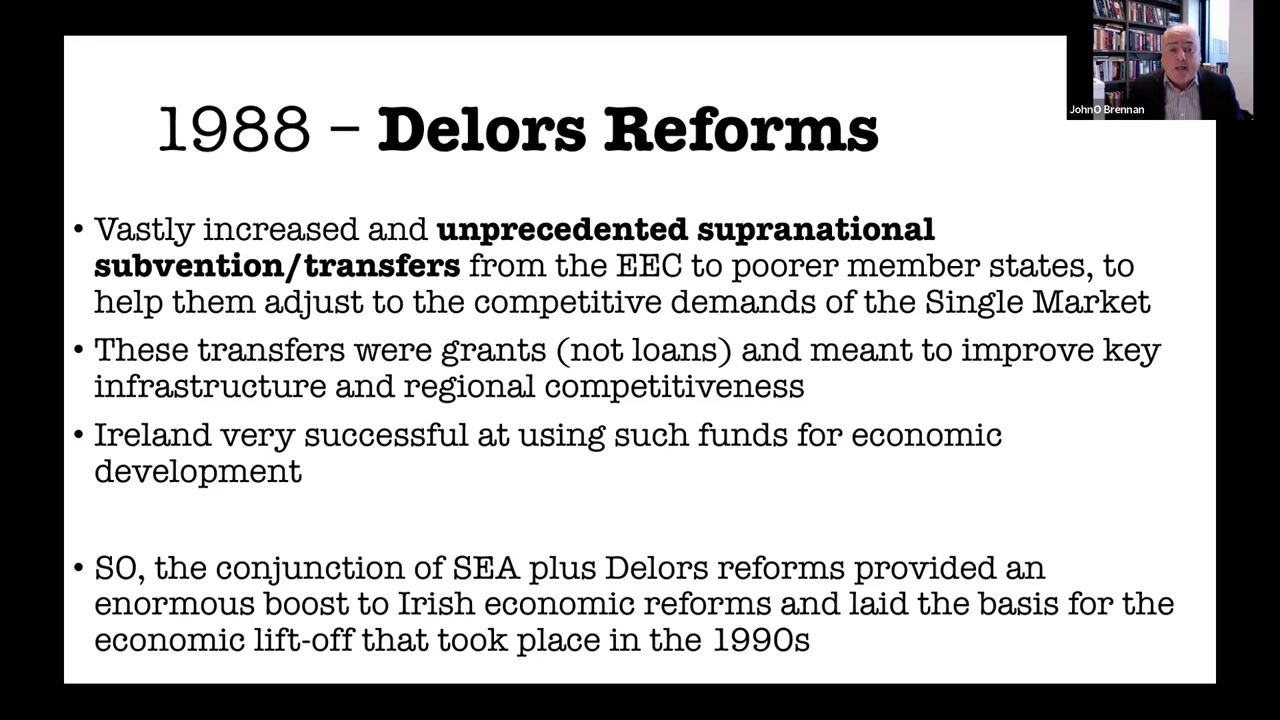 JohnO Brennan
1988 – Delors Reforms
• Vastly increased and unprecedented supranational
subvention/transfers from the EEC to poorer member states, to
help them adjust to the competitive demands of the Single Market
• These transfers were grants (not loans) and meant to improve key
infrastructure and regional competitiveness
• Ireland very successful at using such funds for economic
development
• SO, the conjunction of SEA plus Delors reforms provided an
enormous boost to Irish economic reforms and laid the basis for the
economic lift-off that took place in the 1990s